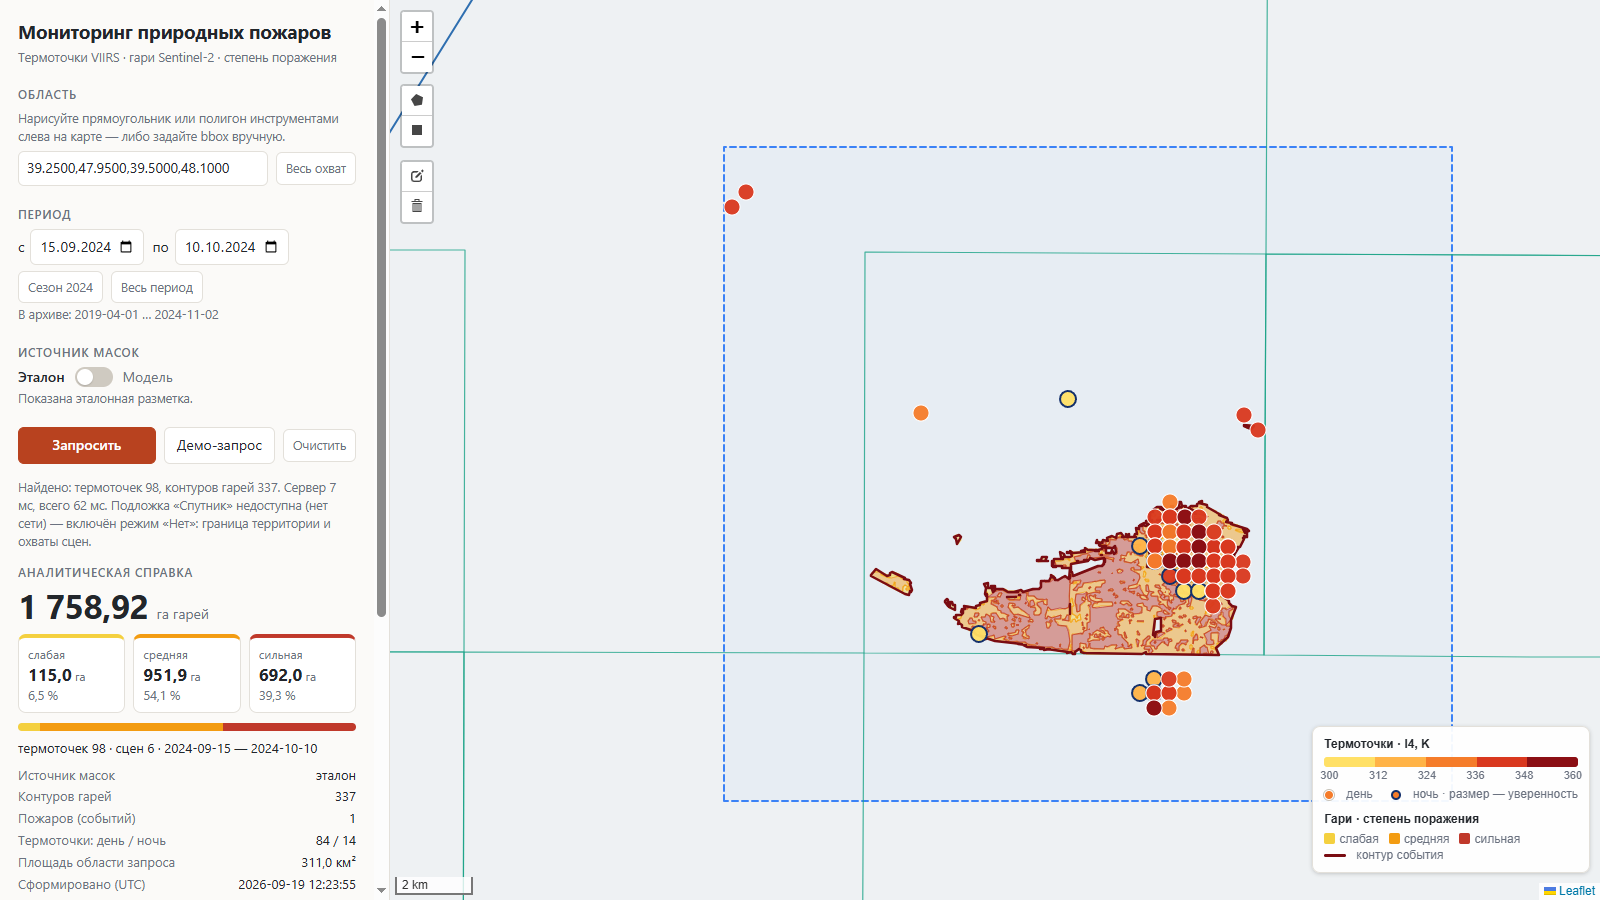 Мониторинг природных пожаров
Термоточки VIIRS · гари Sentinel-2 · степень поражения
ОБЛАСТЬ
Нарисуйте прямоугольник или полигон инструментами
слева на карте — либо задайте bbox вручную.
39.2500,47.9500,39.5000,48.1000
Весь охват
ПЕРИОД
с 15.09.2024 по 10.10.2024
Сезон 2024 Весь период
В архиве: 2019-04-01 … 2024-11-02
ИСТОЧНИК МАСОК
Эталон Модель
Показана эталонная разметка.
Запросить Демо-запрос Очистить
Найдено: термоточек 98, контуров гарей 337. Сервер 7
мс, всего 62 мс. Подложка «Спутник» недоступна (нет
сети) — включён режим «Нет»: граница территории и
охваты сцен.
АНАЛИТИЧЕСКАЯ СПРАВКА
1 758,92 га гарей
слабая средняя сильная
115,0 га 951,9 га 692,0 га
6,5 % 54,1 % 39,3 %
термоточек 98 · сцен 6 · 2024-09-15 — 2024-10-10
Источник масок эталон
Контуров гарей 337
Пожаров (событий) 1
Термоточки: день / ночь 84 / 14
Площадь области запроса 311,0 км²
Сформировано (UTC) 2026-09-19 12:23:55
+
−
2 km
Термоточки · I4, K
300 312 324 336 348 360
день ночь · размер — уверенность
Гари · степень поражения
слабая средняя сильная
контур события
Leaflet